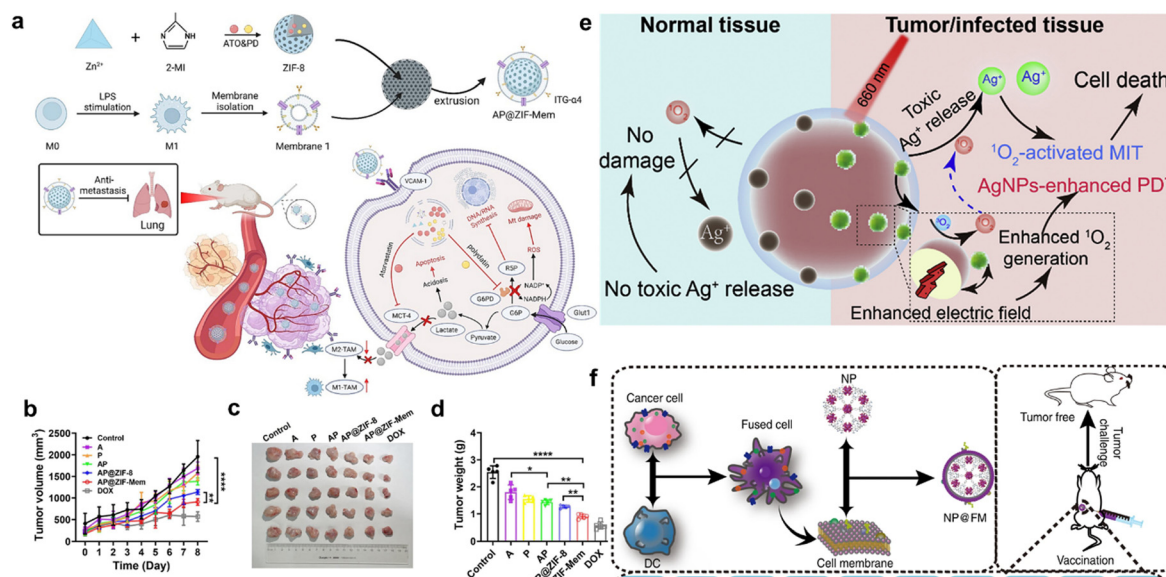 a
Zn²⁺
+
2-MI
ATO&PD
ZIF-8
extrusion
AP@ZIF-Mem
ITG-α4
M0
LPS
stimulation
M1
Membrane
isolation
Membrane 1
Anti-
metastasis
Lung
VCAM-1
DNA/RNA
Synthesis
Mt damage
Atorvastatin
Apoptosis
polydatin
ROS
R5P
Acidosis
NADP⁺
G6PD
NADPH
MCT-4
G6P
Glut1
Lactate
Pyruvate
Glucose
M2-TAM
M1-TAM
b
Tumor volume (mm³)
2500
2000
1500
1000
500
0
Control
A
P
AP
AP@ZIF-8
AP@ZIF-Mem
DOX
**
****
0 1 2 3 4 5 6 7 8
Time (Day)
c
Control
A
P
AP
AP@ZIF-8
AP@ZIF-Mem
DOX
d
Tumor weight (g)
4
3
2
1
0
****
*
**
**
Control
A
P
AP
P@ZIF-8
ZIF-Mem
DOX
e
Normal tissue
Tumor/infected tissue
660 nm
No
damage
Ag⁺
No toxic Ag⁺ release
Toxic
Ag⁺ release
Ag⁺
Ag⁺
Cell death
¹O₂-activated MIT
AgNPs-enhanced PDT
³O₂
Enhanced ¹O₂
generation
Enhanced electric field
f
Cancer cell
DC
Fused cell
NP
Cell membrane
NP@FM
Tumor free
Tumor
challenge
Vaccination